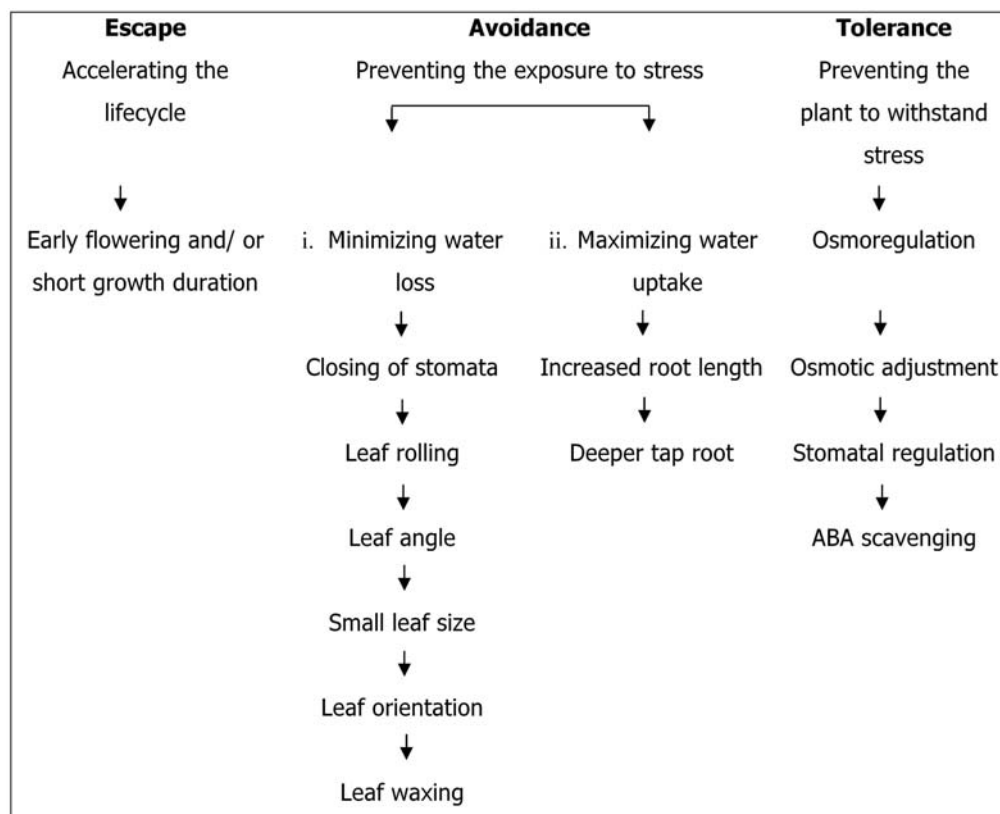 Escape
Accelerating the
lifecycle
Early flowering and/ or
short growth duration
Avoidance
Preventing the exposure to stress
i. Minimizing water
loss
Closing of stomata
Leaf rolling
Leaf angle
Small leaf size
Leaf orientation
Leaf waxing
ii. Maximizing water
uptake
Increased root length
Deeper tap root
Tolerance
Preventing the
plant to withstand
stress
Osmoregulation
Osmotic adjustment
Stomatal regulation
ABA scavenging